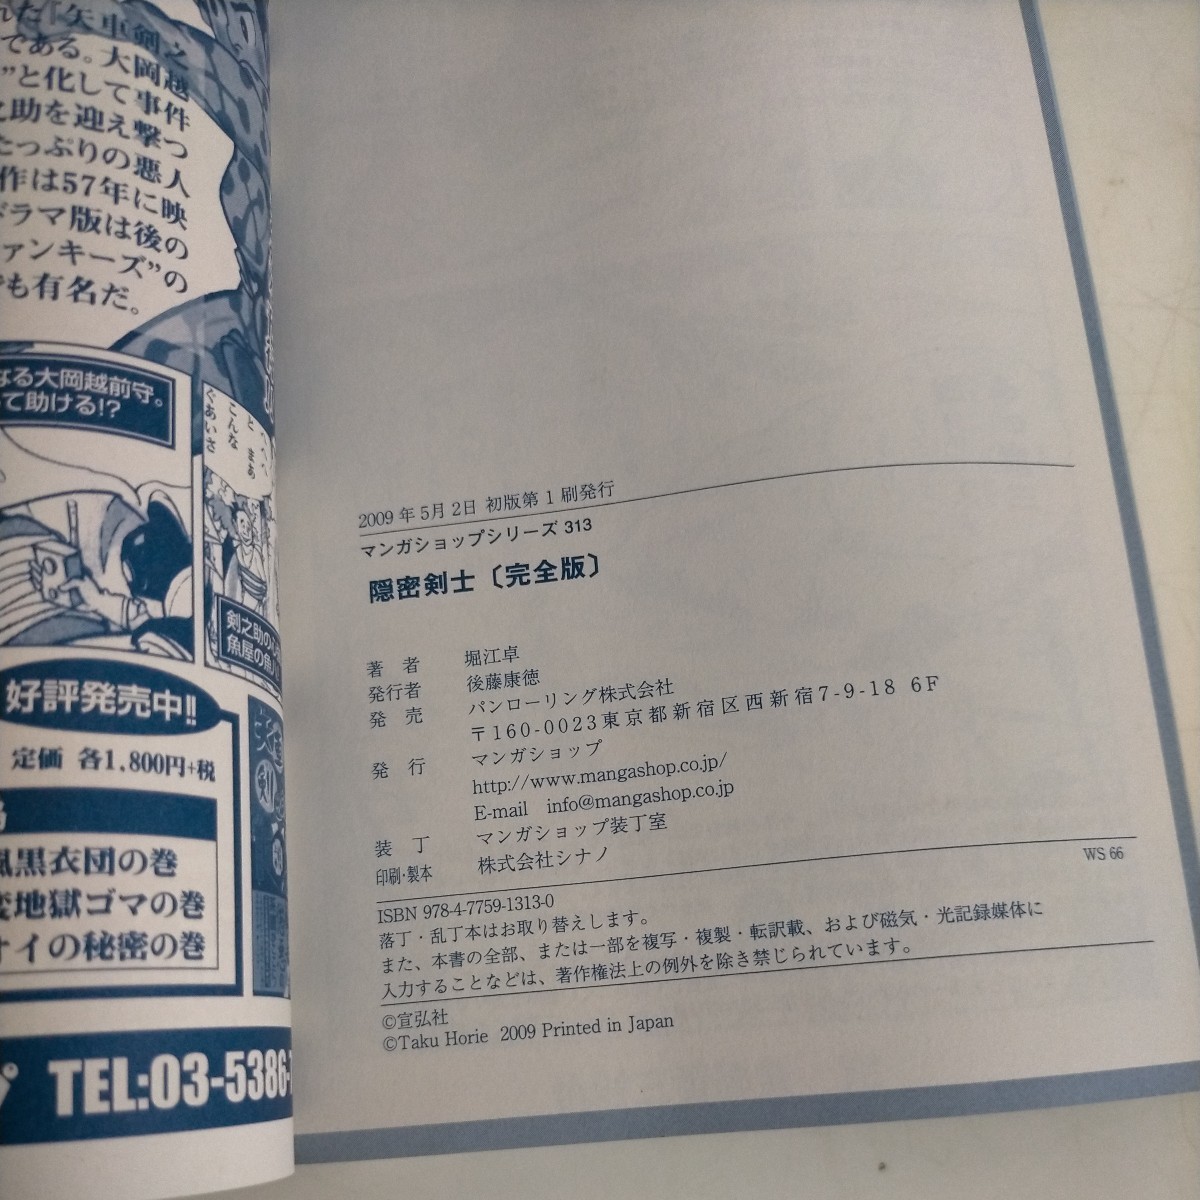 れた『矢車剣之
である。大岡越
”と化して事件
之助を迎え撃つ
たっぷりの悪人
作は57年に映
ドラマ版は後の
ァンキーズ”の
でも有名だ。
なる大岡越前守。
て助ける!?
へへへ
と まあ
こんな
ぐあいさ
剣之助の
魚屋の魚
好評発売中!!
定価 各1,800円+税
黒衣団の巻
変地獄ゴマの巻
オイの秘密の巻
TEL:03-5386-
2009年5月2日 初版第1刷発行
マンガショップシリーズ 313
隠密剣士〔完全版〕
著 者 堀江卓
発行者 後藤康徳
発 売 パンローリング株式会社
〒160-0023東京都新宿区西新宿7-9-18 6F
発 行 マンガショップ
http://www.mangashop.co.jp/
E-mail info@mangashop.co.jp
装 丁 マンガショップ装丁室
印刷・製本 株式会社シナノ
WS 66
ISBN 978-4-7759-1313-0
落丁・乱丁本はお取り替えします。
また、本書の全部、または一部を複写・複製・転訳載、および磁気・光記録媒体に
入力することなどは、著作権法上の例外を除き禁じられています。
©宣弘社
©Taku Horie 2009 Printed in Japan